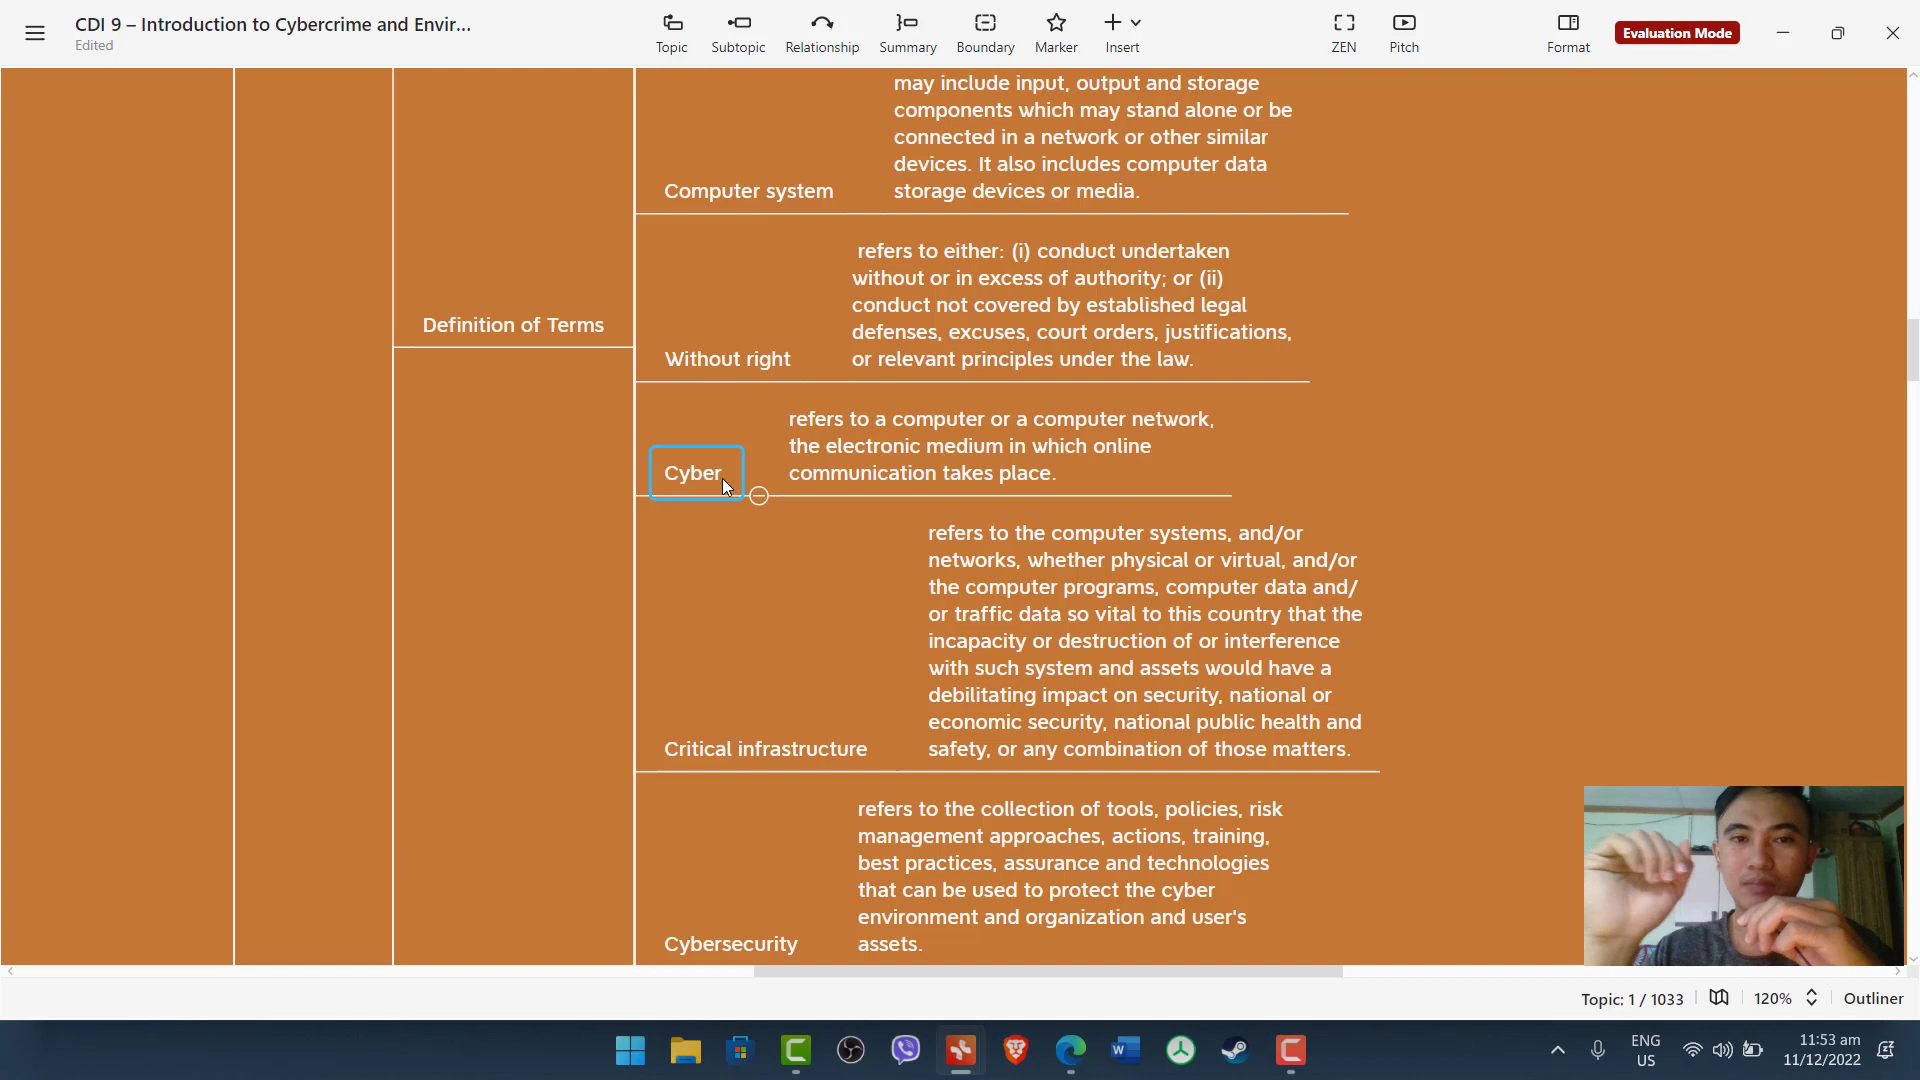 CDI 9 – Introduction to Cybercrime and Envir...
Edited
Topic
Subtopic
Relationship
Summary
Boundary
Marker
Insert
ZEN
Pitch
Format
Evaluation Mode
may include input, output and storage
components which may stand alone or be
connected in a network or other similar
devices. It also includes computer data
storage devices or media.
Computer system
refers to either: (i) conduct undertaken
without or in excess of authority; or (ii)
conduct not covered by established legal
defenses, excuses, court orders, justifications,
or relevant principles under the law.
Definition of Terms
Without right
refers to a computer or a computer network,
the electronic medium in which online
communication takes place.
Cyber
refers to the computer systems, and/or
networks, whether physical or virtual, and/or
the computer programs, computer data and/
or traffic data so vital to this country that the
incapacity or destruction of or interference
with such system and assets would have a
debilitating impact on security, national or
economic security, national public health and
safety, or any combination of those matters.
Critical infrastructure
refers to the collection of tools, policies, risk
management approaches, actions, training,
best practices, assurance and technologies
that can be used to protect the cyber
environment and organization and user's
assets.
Cybersecurity
Topic: 1 / 1033
120%
Outliner
ENG
US
11:53 am
11/12/2022